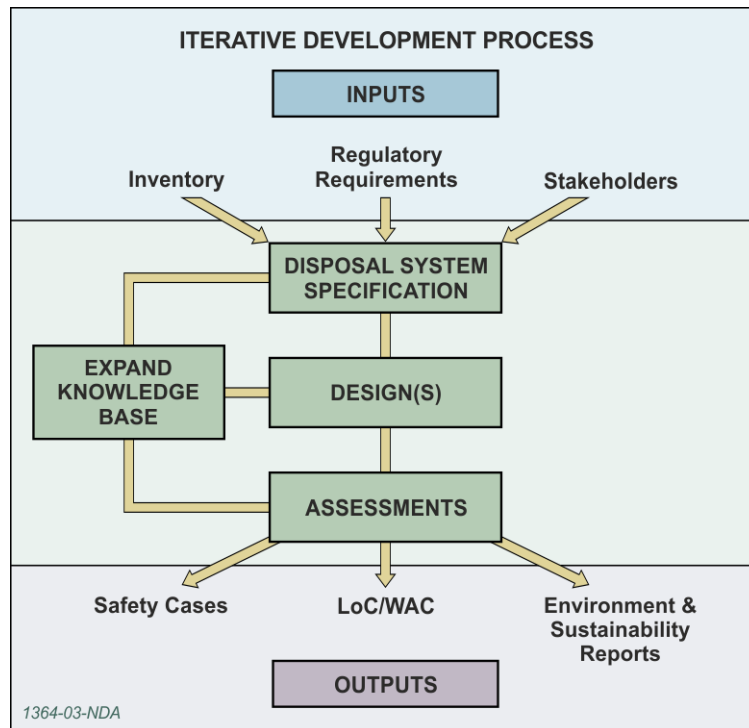 ITERATIVE DEVELOPMENT PROCESS
INPUTS
Inventory
Regulatory
Requirements
Stakeholders
DISPOSAL SYSTEM
SPECIFICATION
EXPAND
KNOWLEDGE
BASE
DESIGN(S)
ASSESSMENTS
Safety Cases
LoC/WAC
Environment &
Sustainability
Reports
OUTPUTS
1364-03-NDA